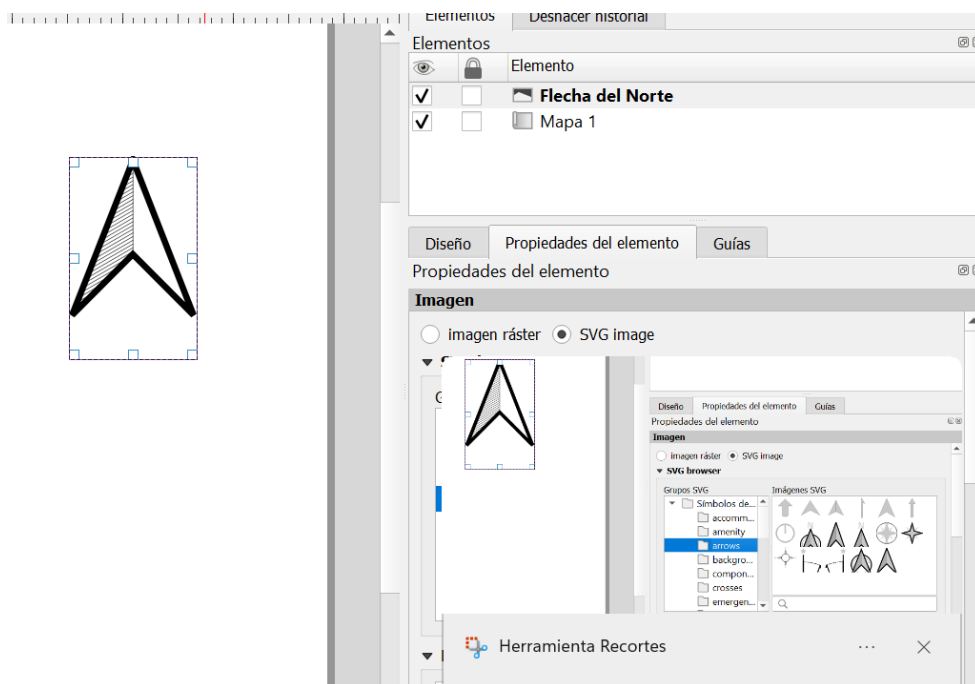 Elementos
Deshacer historial
Elementos
Elemento
Flecha del Norte
Mapa 1
Diseño
Propiedades del elemento
Guías
Propiedades del elemento
Imagen
imagen ráster
SVG image
Diseño
Propiedades del elemento
Guías
Propiedades del elemento
Imagen
imagen ráster
SVG image
SVG browser
Grupos SVG
Imágenes SVG
Símbolos de...
accomm...
amenity
arrows
backgro...
compon...
crosses
emergen...
Herramienta Recortes